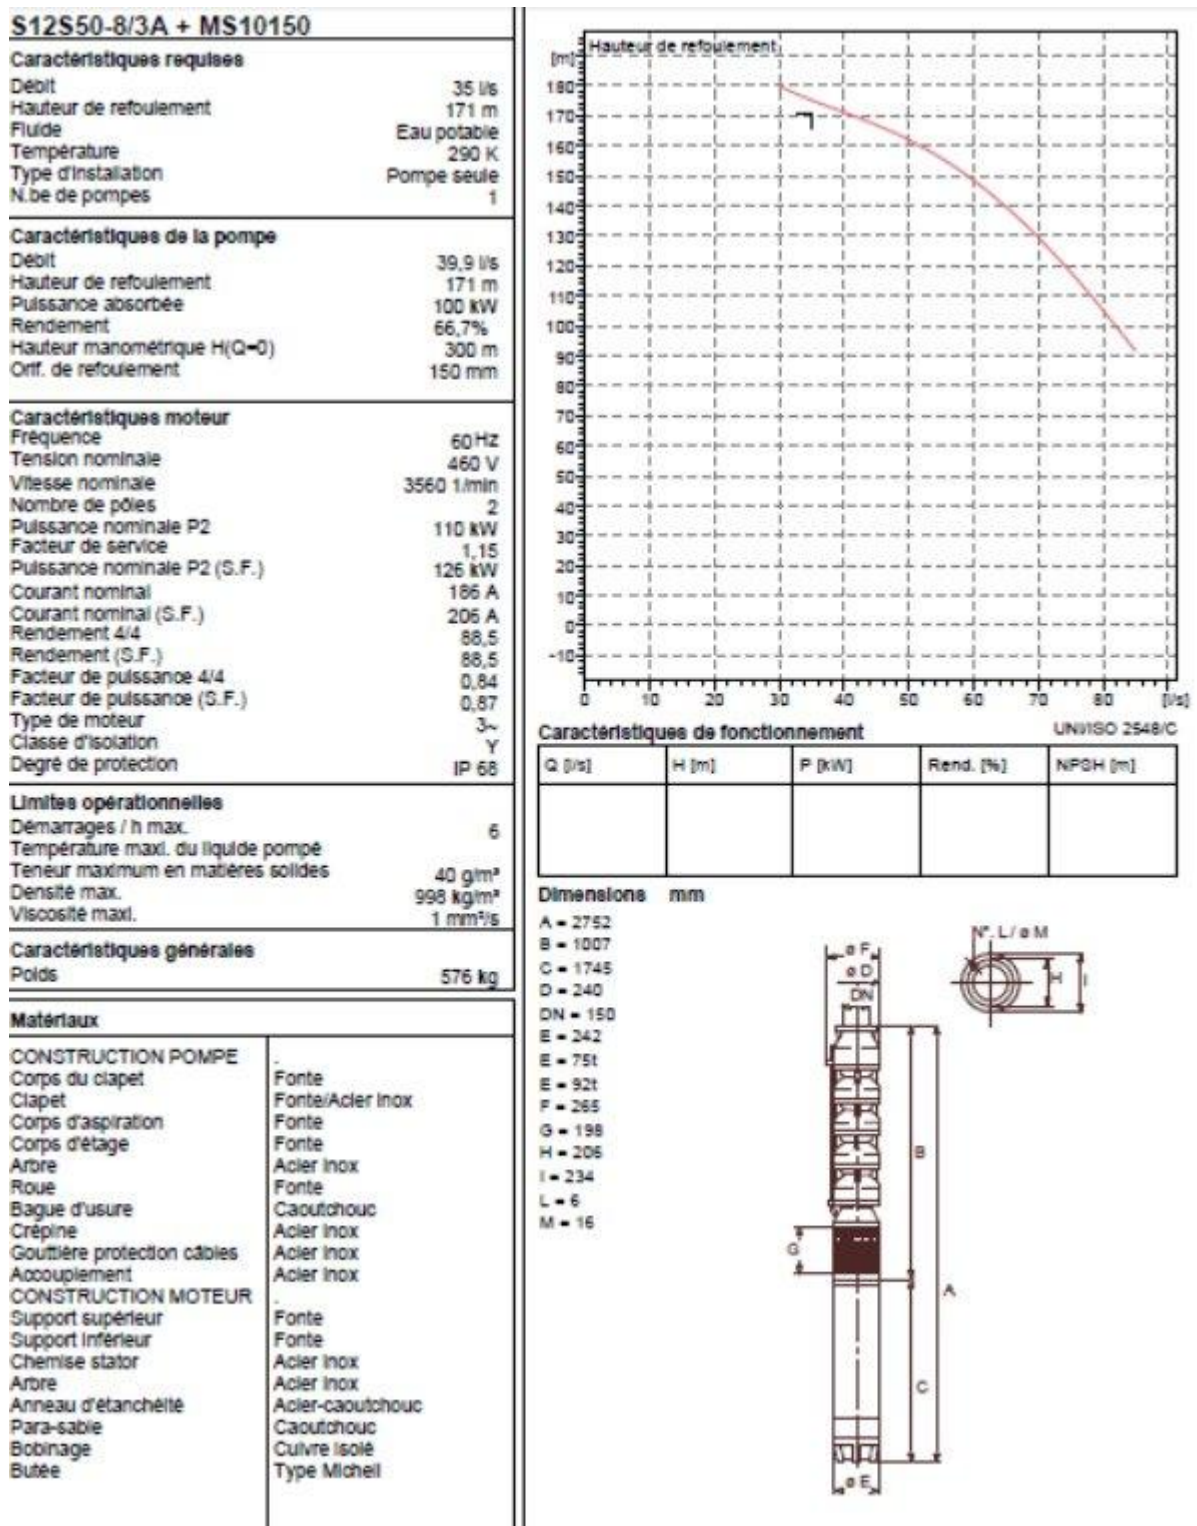 S12S50-8/3A + MS10150
Caractéristiques requises
Débit 35 l/s
Hauteur de refoulement 171 m
Fluide Eau potable
Température 290 K
Type d'installation Pompe seule
N.be de pompes 1
Caractéristiques de la pompe
Débit 39,9 l/s
Hauteur de refoulement 171 m
Puissance absorbée 100 kW
Rendement 66,7%
Hauteur manométrique H(Q=0) 300 m
Orif. de refoulement 150 mm
Caractéristiques moteur
Fréquence 60 Hz
Tension nominale 460 V
Vitesse nominale 3560 1/min
Nombre de pôles 2
Puissance nominale P2 110 kW
Facteur de service 1,15
Puissance nominale P2 (S.F.) 126 kW
Courant nominal 186 A
Courant nominal (S.F.) 206 A
Rendement 4/4 88,5
Rendement (S.F.) 88,5
Facteur de puissance 4/4 0,84
Facteur de puissance (S.F.) 0,87
Type de moteur 3~
Classe d'isolation Y
Degré de protection IP 68
Limites opérationnelles
Démarrages / h max. 6
Température maxi. du liquide pompé
Teneur maximum en matières solides 40 g/m³
Densité max. 998 kg/m³
Viscosité maxi. 1 mm²/s
Caractéristiques générales
Poids 576 kg
Matériaux
CONSTRUCTION POMPE .
Corps du clapet Fonte
Clapet Fonte/Acier Inox
Corps d'aspiration Fonte
Corps d'étage Fonte
Arbre Acier Inox
Roue Fonte
Bague d'usure Caoutchouc
Crépine Acier Inox
Gouttière protection câbles Acier Inox
Accouplement Acier Inox
CONSTRUCTION MOTEUR .
Support supérieur Fonte
Support inférieur Fonte
Chemise stator Acier Inox
Arbre Acier Inox
Anneau d'étanchéité Acier-caoutchouc
Para-sable Caoutchouc
Bobinage Cuivre Isolé
Butée Type Michell
Hauteur de refoulement
[m]
180
170
160
150
140
130
120
110
100
90
80
70
60
50
40
30
20
10
0
-10
0 10 20 30 40 50 60 70 80 [l/s]
Caractéristiques de fonctionnement UNI/ISO 2548/C
Q [l/s] H [m] P [kW] Rend. [%] NPSH [m]
Dimensions mm
A = 2752
B = 1007
C = 1745
D = 240
DN = 150
E = 242
E = 75t
E = 92t
F = 265
G = 198
H = 206
I = 234
L = 6
M = 16
N°. L / ø M
ø F
ø D
DN
H
I
B
G
A
C
ø E